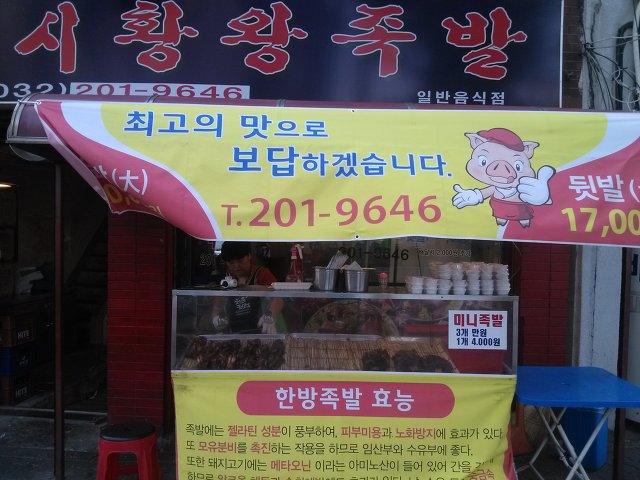 시황왕족발
032) 201-9646
일반음식점
최고의 맛으로
보답하겠습니다.
T. 201-9646
(大)
뒷발(
17,00
미니족발
3개 만원
1개 4,000원
한방족발 효능
족발에는 젤라틴 성분이 풍부하여, 피부미용과 노화방지에 효과가 있다
또 모유분비를 촉진하는 작용을 하므로 임산부와 수유부에 좋다.
또한 돼지고기에는 메타오닌 이라는 아미노산이 들어 있어 간을